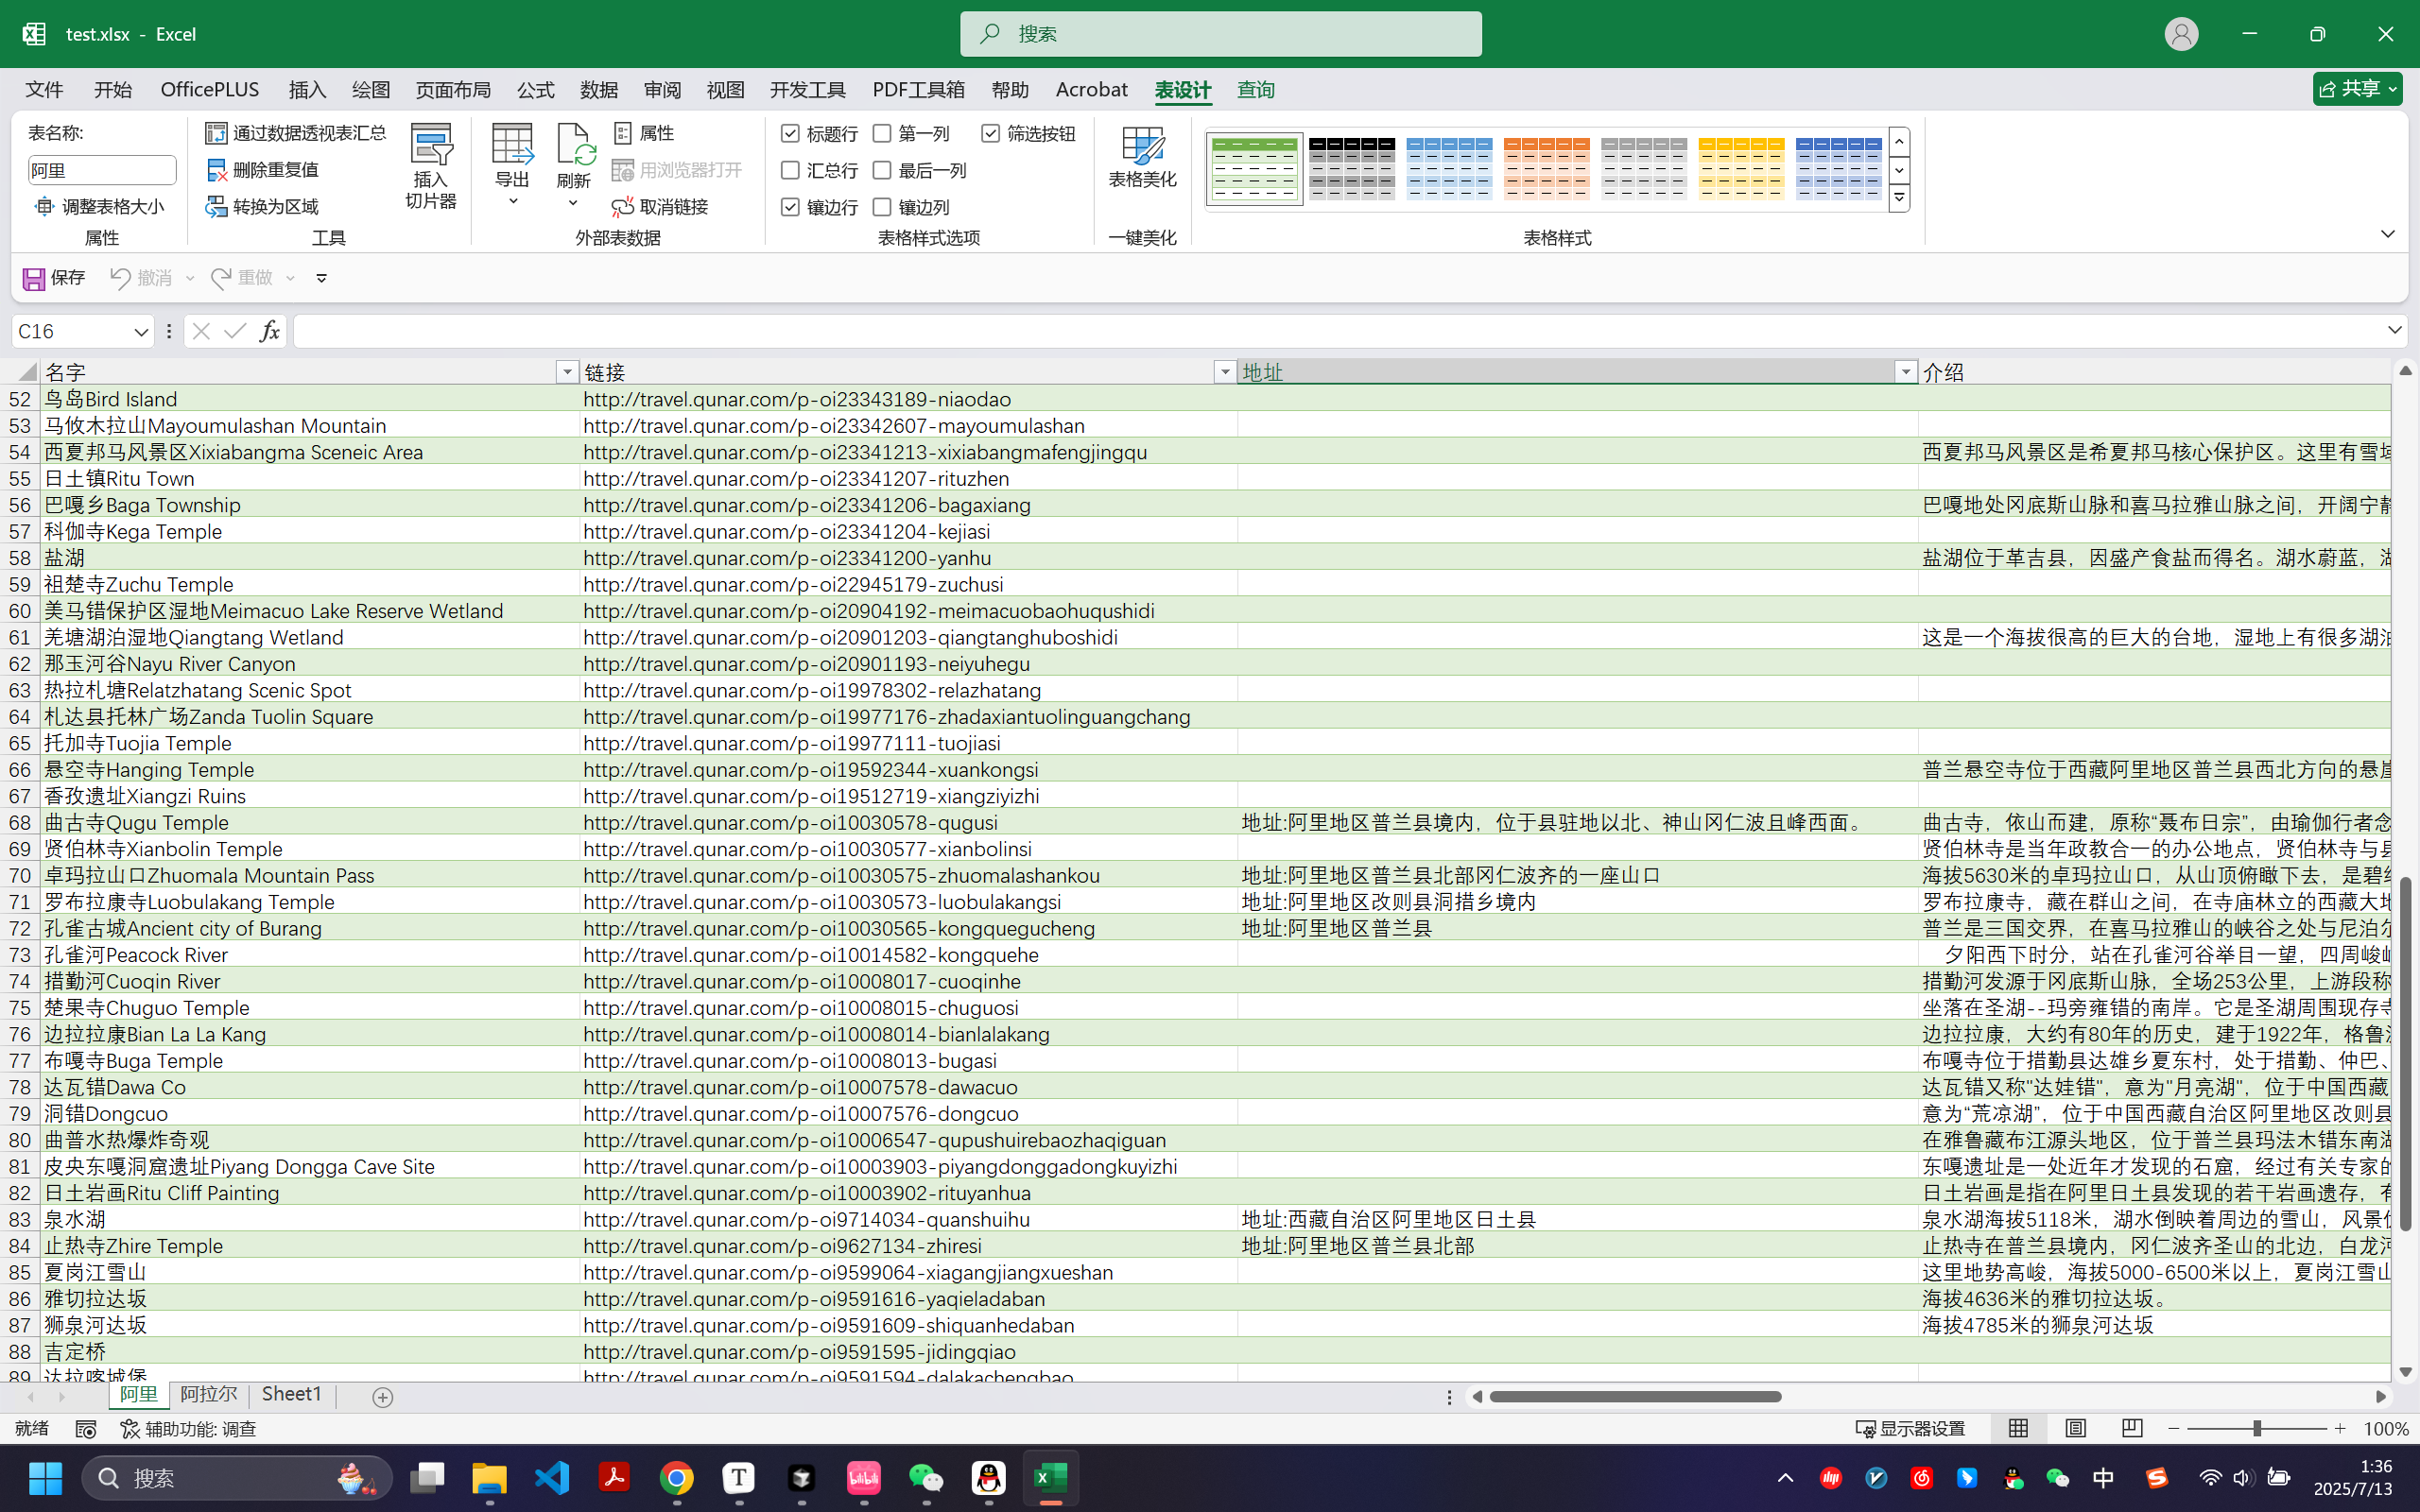 test.xlsx - Excel
搜索
文件 开始 OfficePLUS 插入 绘图 页面布局 公式 数据 审阅 视图 开发工具 PDF工具箱 帮助 Acrobat 表设计 查询 共享
表名称: 通过数据透视表汇总 属性 标题行 第一列 筛选按钮
阿里 删除重复值 插入切片器 导出 刷新 用浏览器打开 汇总行 最后一列 表格美化
调整表格大小 转换为区域 取消链接 镶边行 镶边列
属性 工具 外部表数据 表格样式选项 一键美化 表格样式
保存 撤消 重做
C16 fx
名字 链接 地址 介绍
52 鸟岛Bird Island http://travel.qunar.com/p-oi23343189-niaodao
53 马攸木拉山Mayoumulashan Mountain http://travel.qunar.com/p-oi23342607-mayoumulashan
54 西夏邦马风景区Xixiabangma Sceneic Area http://travel.qunar.com/p-oi23341213-xixiabangmafengjingqu 西夏邦马风景区是希夏邦马核心保护区。这里有雪域
55 日土镇Ritu Town http://travel.qunar.com/p-oi23341207-rituzhen
56 巴嘎乡Baga Township http://travel.qunar.com/p-oi23341206-bagaxiang 巴嘎地处冈底斯山脉和喜马拉雅山脉之间，开阔宁静
57 科伽寺Kega Temple http://travel.qunar.com/p-oi23341204-kejiasi
58 盐湖 http://travel.qunar.com/p-oi23341200-yanhu 盐湖位于革吉县，因盛产食盐而得名。湖水蔚蓝，湖
59 祖楚寺Zuchu Temple http://travel.qunar.com/p-oi22945179-zuchusi
60 美马错保护区湿地Meimacuo Lake Reserve Wetland http://travel.qunar.com/p-oi20904192-meimacuobaohuqushidi
61 羌塘湖泊湿地Qiangtang Wetland http://travel.qunar.com/p-oi20901203-qiangtanghuboshidi 这是一个海拔很高的巨大的台地，湿地上有很多湖泊
62 那玉河谷Nayu River Canyon http://travel.qunar.com/p-oi20901193-neiyuhegu
63 热拉札塘Relatzhatang Scenic Spot http://travel.qunar.com/p-oi19978302-relazhatang
64 札达县托林广场Zanda Tuolin Square http://travel.qunar.com/p-oi19977176-zhadaxiantuolinguangchang
65 托加寺Tuojia Temple http://travel.qunar.com/p-oi19977111-tuojiasi
66 悬空寺Hanging Temple http://travel.qunar.com/p-oi19592344-xuankongsi 普兰悬空寺位于西藏阿里地区普兰县西北方向的悬崖
67 香孜遗址Xiangzi Ruins http://travel.qunar.com/p-oi19512719-xiangziyizhi
68 曲古寺Qugu Temple http://travel.qunar.com/p-oi10030578-qugusi 地址:阿里地区普兰县境内，位于县驻地以北、神山冈仁波且峰西面。 曲古寺，依山而建，原称“聂布日宗”，由瑜伽行者念
69 贤伯林寺Xianbolin Temple http://travel.qunar.com/p-oi10030577-xianbolinsi 贤伯林寺是当年政教合一的办公地点，贤伯林寺与县
70 卓玛拉山口Zhuomala Mountain Pass http://travel.qunar.com/p-oi10030575-zhuomalashankou 地址:阿里地区普兰县北部冈仁波齐的一座山口 海拔5630米的卓玛拉山口，从山顶俯瞰下去，是碧绿
71 罗布拉康寺Luobulakang Temple http://travel.qunar.com/p-oi10030573-luobulakangsi 地址:阿里地区改则县洞措乡境内 罗布拉康寺，藏在群山之间，在寺庙林立的西藏大地
72 孔雀古城Ancient city of Burang http://travel.qunar.com/p-oi10030565-kongquegucheng 地址:阿里地区普兰县 普兰是三国交界，在喜马拉雅山的峡谷之处与尼泊尔
73 孔雀河Peacock River http://travel.qunar.com/p-oi10014582-kongquehe 夕阳西下时分，站在孔雀河谷举目一望，四周峻峭
74 措勤河Cuoqin River http://travel.qunar.com/p-oi10008017-cuoqinhe 措勤河发源于冈底斯山脉，全场253公里，上游段称
75 楚果寺Chuguo Temple http://travel.qunar.com/p-oi10008015-chuguosi 坐落在圣湖--玛旁雍错的南岸。它是圣湖周围现存寺
76 边拉拉康Bian La La Kang http://travel.qunar.com/p-oi10008014-bianlalakang 边拉拉康，大约有80年的历史，建于1922年，格鲁派
77 布嘎寺Buga Temple http://travel.qunar.com/p-oi10008013-bugasi 布嘎寺位于措勤县达雄乡夏东村，处于措勤、仲巴、
78 达瓦错Dawa Co http://travel.qunar.com/p-oi10007578-dawacuo 达瓦错又称"达娃错"，意为"月亮湖"，位于中国西藏
79 洞错Dongcuo http://travel.qunar.com/p-oi10007576-dongcuo 意为“荒凉湖”，位于中国西藏自治区阿里地区改则县
80 曲普水热爆炸奇观 http://travel.qunar.com/p-oi10006547-qupushuirebaozhaqiguan 在雅鲁藏布江源头地区，位于普兰县玛法木错东南湖
81 皮央东嘎洞窟遗址Piyang Dongga Cave Site http://travel.qunar.com/p-oi10003903-piyangdonggadongkuyizhi 东嘎遗址是一处近年才发现的石窟，经过有关专家的
82 日土岩画Ritu Cliff Painting http://travel.qunar.com/p-oi10003902-rituyanhua 日土岩画是指在阿里日土县发现的若干岩画遗存，有
83 泉水湖 http://travel.qunar.com/p-oi9714034-quanshuihu 地址:西藏自治区阿里地区日土县 泉水湖海拔5118米，湖水倒映着周边的雪山，风景优
84 止热寺Zhire Temple http://travel.qunar.com/p-oi9627134-zhiresi 地址:阿里地区普兰县北部 止热寺在普兰县境内，冈仁波齐圣山的北边，白龙河
85 夏岗江雪山 http://travel.qunar.com/p-oi9599064-xiagangjiangxueshan 这里地势高峻，海拔5000-6500米以上，夏岗江雪山
86 雅切拉达坂 http://travel.qunar.com/p-oi9591616-yaqieladaban 海拔4636米的雅切拉达坂。
87 狮泉河达坂 http://travel.qunar.com/p-oi9591609-shiquanhedaban 海拔4785米的狮泉河达坂
88 吉定桥 http://travel.qunar.com/p-oi9591595-jidingqiao
89 达拉喀城堡 http://travel.qunar.com/p-oi9591594-dalakachengbao
阿里 阿拉尔 Sheet1
就绪 辅助功能: 调查 显示器设置 100%
搜索 中 1:36
2025/7/13